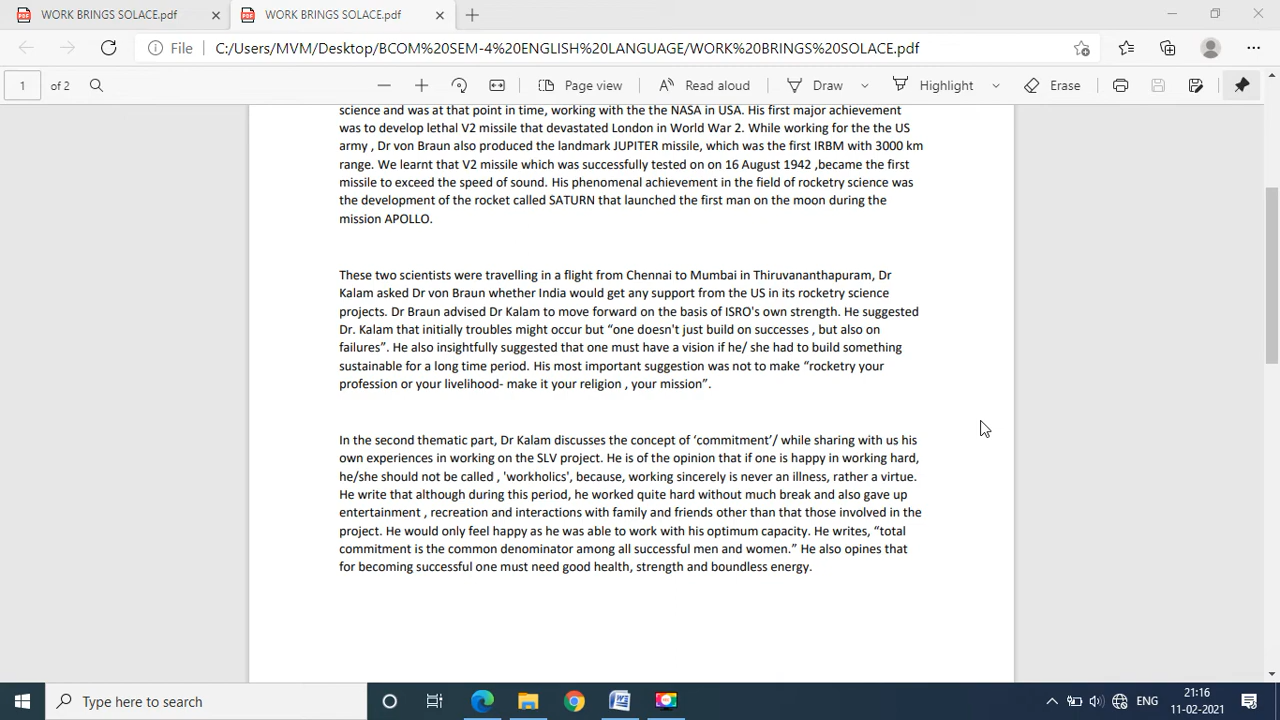 WORK BRINGS SOLACE.pdf
WORK BRINGS SOLACE.pdf
File
C:/Users/MVM/Desktop/BCOM%20SEM-4%20ENGLISH%20LANGUAGE/WORK%20BRINGS%20SOLACE.pdf
1 of 2
Page view
Read aloud
Draw
Highlight
Erase
science and was at that point in time, working with the the NASA in USA. His first major achievement
was to develop lethal V2 missile that devastated London in World War 2. While working for the the US
army , Dr von Braun also produced the landmark JUPITER missile, which was the first IRBM with 3000 km
range. We learnt that V2 missile which was successfully tested on on 16 August 1942 ,became the first
missile to exceed the speed of sound. His phenomenal achievement in the field of rocketry science was
the development of the rocket called SATURN that launched the first man on the moon during the
mission APOLLO.
These two scientists were travelling in a flight from Chennai to Mumbai in Thiruvananthapuram, Dr
Kalam asked Dr von Braun whether India would get any support from the US in its rocketry science
projects. Dr Braun advised Dr Kalam to move forward on the basis of ISRO's own strength. He suggested
Dr. Kalam that initially troubles might occur but “one doesn't just build on successes , but also on
failures”. He also insightfully suggested that one must have a vision if he/ she had to build something
sustainable for a long time period. His most important suggestion was not to make “rocketry your
profession or your livelihood- make it your religion , your mission”.
In the second thematic part, Dr Kalam discusses the concept of ‘commitment’/ while sharing with us his
own experiences in working on the SLV project. He is of the opinion that if one is happy in working hard,
he/she should not be called , 'workholics', because, working sincerely is never an illness, rather a virtue.
He write that although during this period, he worked quite hard without much break and also gave up
entertainment , recreation and interactions with family and friends other than that those involved in the
project. He would only feel happy as he was able to work with his optimum capacity. He writes, “total
commitment is the common denominator among all successful men and women.” He also opines that
for becoming successful one must need good health, strength and boundless energy.
Type here to search
ENG
21:16
11-02-2021